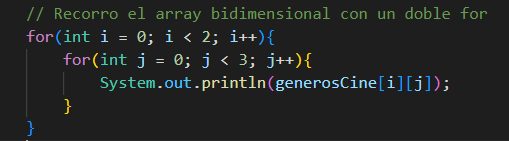 // Recorro el array bidimensional con un doble for
for(int i = 0; i < 2; i++){
    for(int j = 0; j < 3; j++){
        System.out.println(generosCine[i][j]);
    }
}